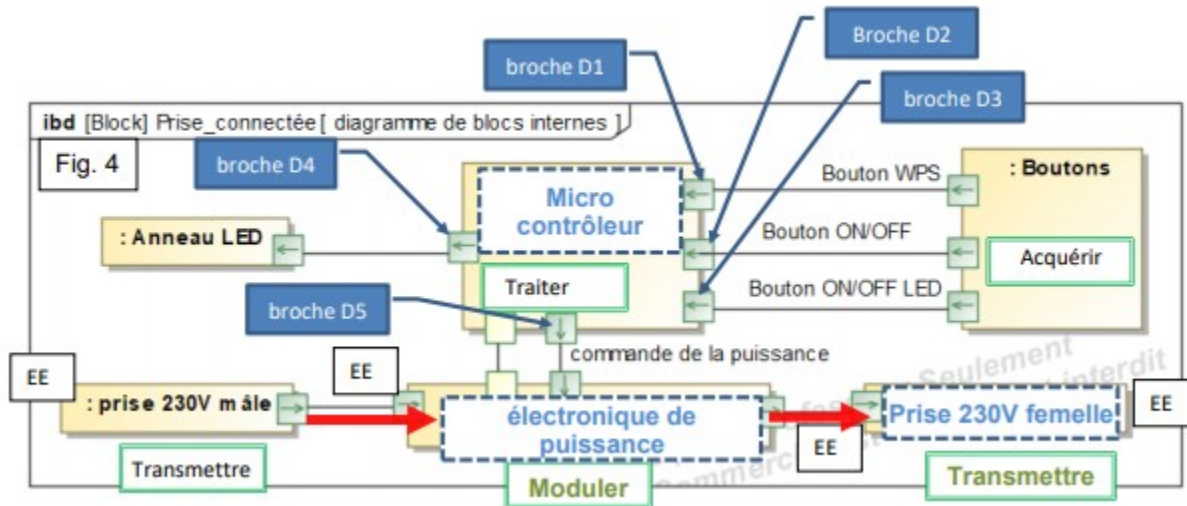 Broche D2
broche D1
broche D3
ibd [Block] Prise_connectée [ diagramme de blocs internes ]
Fig. 4
broche D4
Micro
contrôleur
Bouton WPS
: Boutons
: Anneau LED
Bouton ON/OFF
Acquérir
Traiter
Bouton ON/OFF LED
broche D5
commande de la puissance
Seulement
interdit
EE
EE
: prise 230V mâle
électronique de
puissance
Prise 230V femelle
EE
EE
Transmettre
Moduler
Transmettre